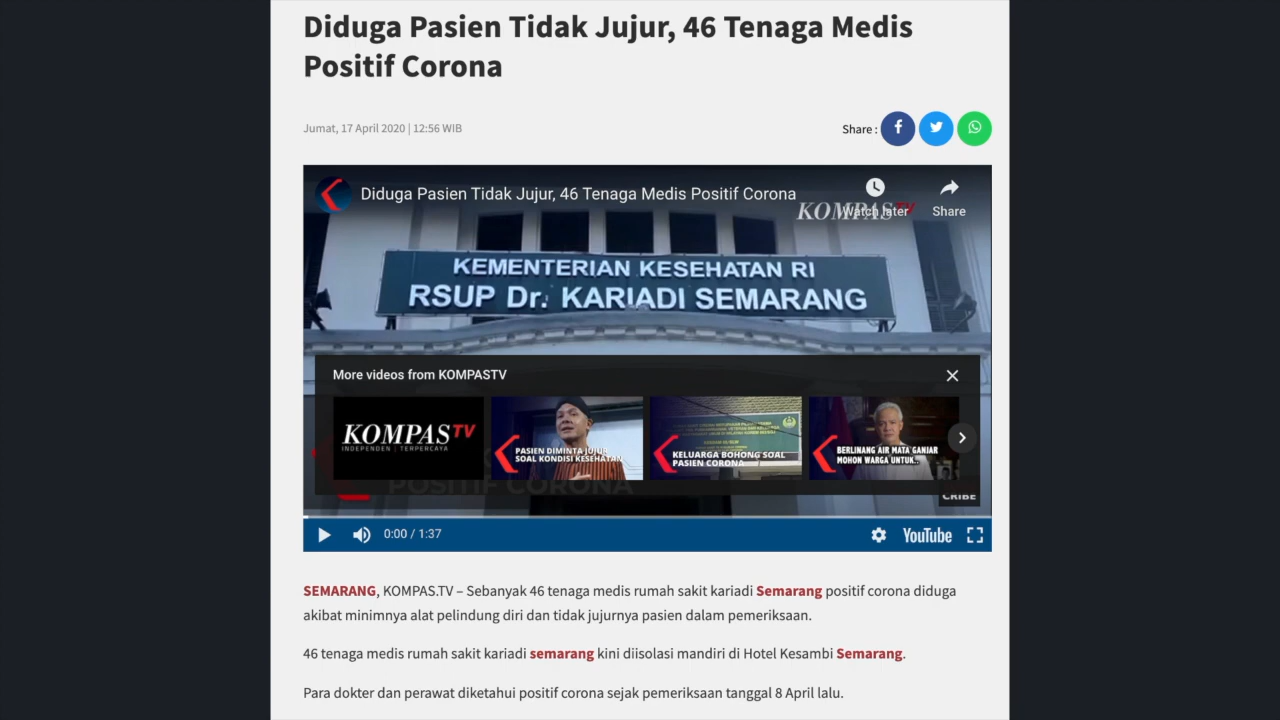 Diduga Pasien Tidak Jujur, 46 Tenaga Medis
Positif Corona
Jumat, 17 April 2020 | 12:56 WIB
Share :
Diduga Pasien Tidak Jujur, 46 Tenaga Medis Positif Corona
KOMPASTV
Watch later
Share
KEMENTERIAN KESEHATAN RI
RSUP Dr. KARIADI SEMARANG
More videos from KOMPASTV
KOMPASTV
INDEPENDEN | TERPERCAYA
PASIEN DIMINTA JUJUR
SOAL KONDISI KESEHATAN
KELUARGA BOHONG SOAL
PASIEN CORONA
BERLINANG AIR MATA GANJAR
MOHON WARGA UNTUK..
POSITIF CORONA
CRIBE
0:00 / 1:37
YouTube
SEMARANG, KOMPAS.TV – Sebanyak 46 tenaga medis rumah sakit kariadi Semarang positif corona diduga
akibat minimnya alat pelindung diri dan tidak jujurnya pasien dalam pemeriksaan.
46 tenaga medis rumah sakit kariadi semarang kini diisolasi mandiri di Hotel Kesambi Semarang.
Para dokter dan perawat diketahui positif corona sejak pemeriksaan tanggal 8 April lalu.